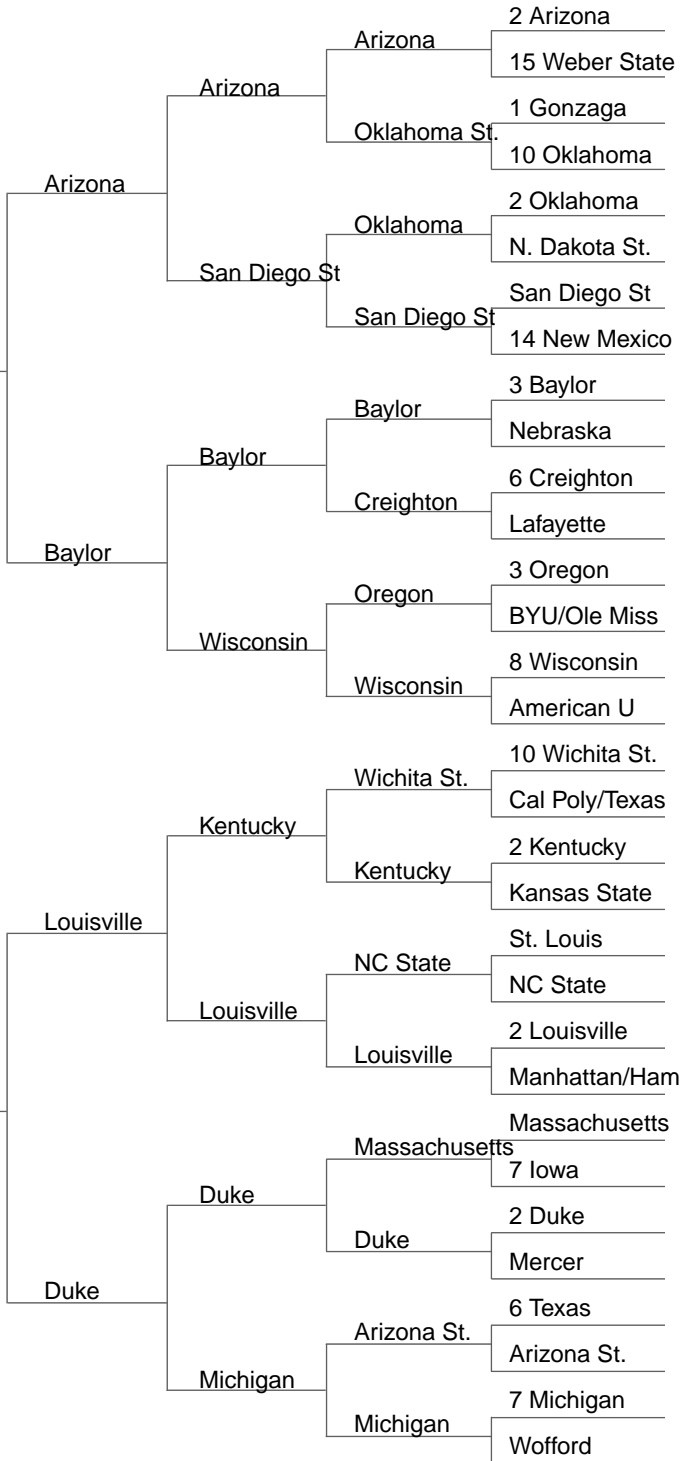 2 Arizona
Arizona
15 Weber State
Arizona
1 Gonzaga
Oklahoma St.
10 Oklahoma
Arizona
2 Oklahoma
Oklahoma
N. Dakota St.
San Diego St
San Diego St
San Diego St
14 New Mexico
3 Baylor
Baylor
Nebraska
Baylor
6 Creighton
Creighton
Lafayette
Baylor
3 Oregon
Oregon
BYU/Ole Miss
Wisconsin
8 Wisconsin
Wisconsin
American U
10 Wichita St.
Wichita St.
Cal Poly/Texas
Kentucky
2 Kentucky
Kentucky
Kansas State
Louisville
St. Louis
NC State
NC State
Louisville
2 Louisville
Louisville
Manhattan/Ham
Massachusetts
Massachusetts
7 Iowa
Duke
2 Duke
Duke
Mercer
Duke
6 Texas
Arizona St.
Arizona St.
Michigan
7 Michigan
Michigan
Wofford